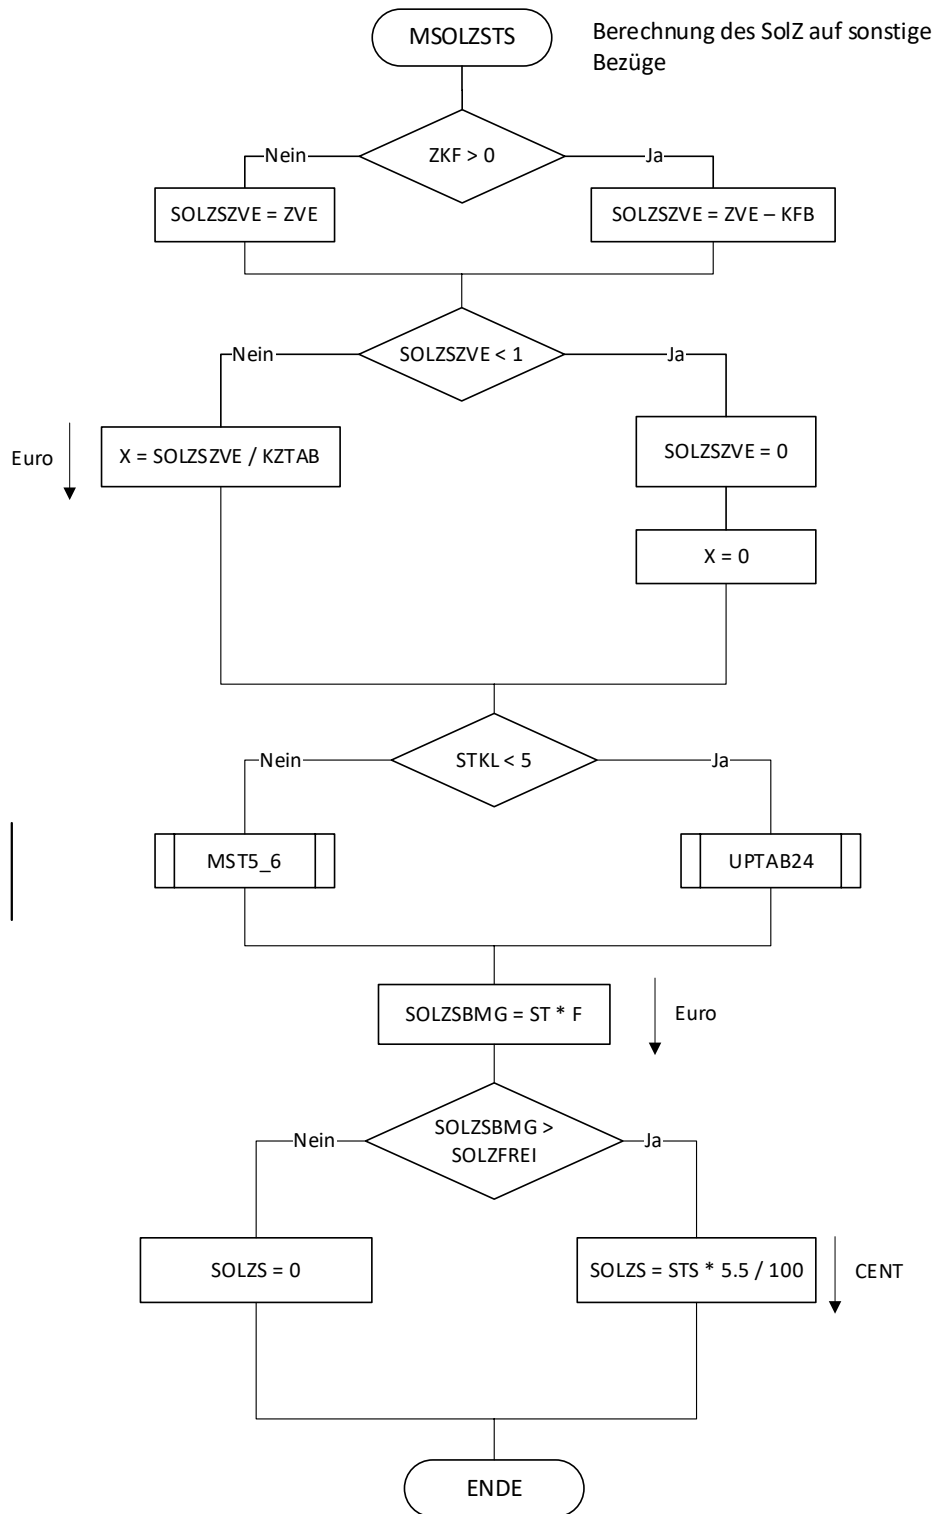 MSOLZSTS
Berechnung des SolZ auf sonstige
Bezüge
ZKF > 0
Nein
Ja
SOLZSZVE = ZVE
SOLZSZVE = ZVE – KFB
SOLZSZVE < 1
Nein
Ja
Euro
X = SOLZSZVE / KZTAB
SOLZSZVE = 0
X = 0
STKL < 5
Nein
Ja
MST5_6
UPTAB24
SOLZSBMG = ST * F
Euro
SOLZSBMG >
SOLZFREI
Nein
Ja
SOLZS = 0
SOLZS = STS * 5.5 / 100
CENT
ENDE